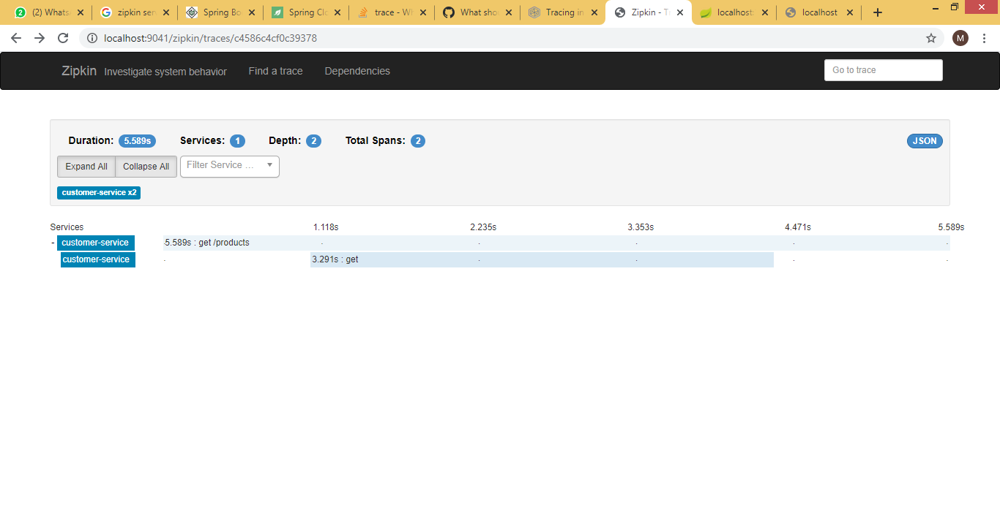 2 (2) Whats zipkin ser Spring Bo Spring Clo trace - Wh What shou Tracing in Zipkin - Tr localhost: localhost
localhost:9041/zipkin/traces/c4586c4cf0c39378 M
Zipkin Investigate system behavior Find a trace Dependencies Go to trace
Duration: 5.589s Services: 1 Depth: 2 Total Spans: 2 JSON
Expand All Collapse All Filter Service ...
customer-service x2
Services 1.118s 2.235s 3.353s 4.471s 5.589s
- customer-service 5.589s : get /products . . . . .
customer-service . 3.291s : get . . . .